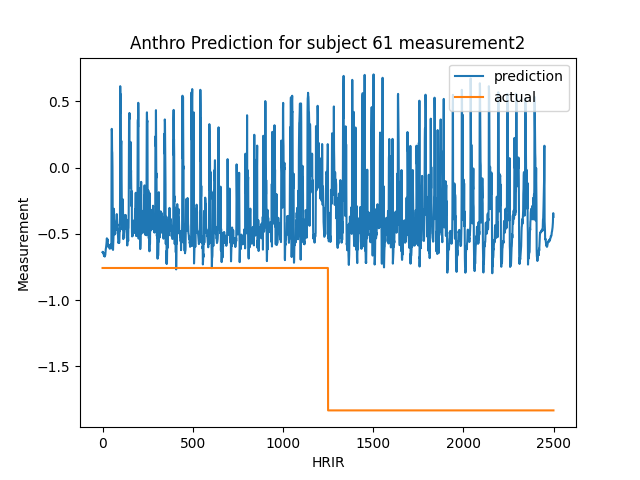 Anthro Prediction for subject 61 measurement2
prediction
actual
Measurement
0.5
0.0
−0.5
−1.0
−1.5
0 500 1000 1500 2000 2500
HRIR